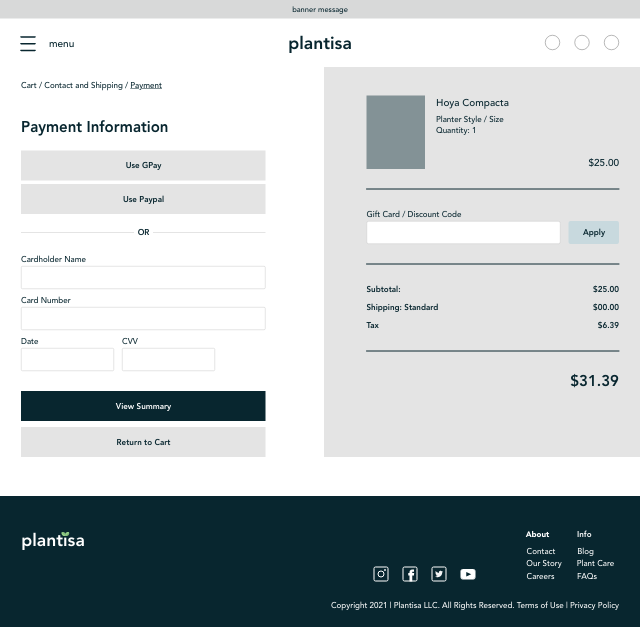 banner message
menu
plantisa
Cart / Contact and Shipping / Payment
Payment Information
Use GPay
Use Paypal
OR
Cardholder Name
Card Number
Date CVV
View Summary
Return to Cart
Hoya Compacta
Planter Style / Size
Quantity: 1
$25.00
Gift Card / Discount Code
Apply
Subtotal: $25.00
Shipping: Standard $00.00
Tax $6.39
$31.39
plantisa
About Info
Contact Blog
Our Story Plant Care
Careers FAQs
Copyright 2021 | Plantisa LLC. All Rights Reserved. Terms of Use | Privacy Policy